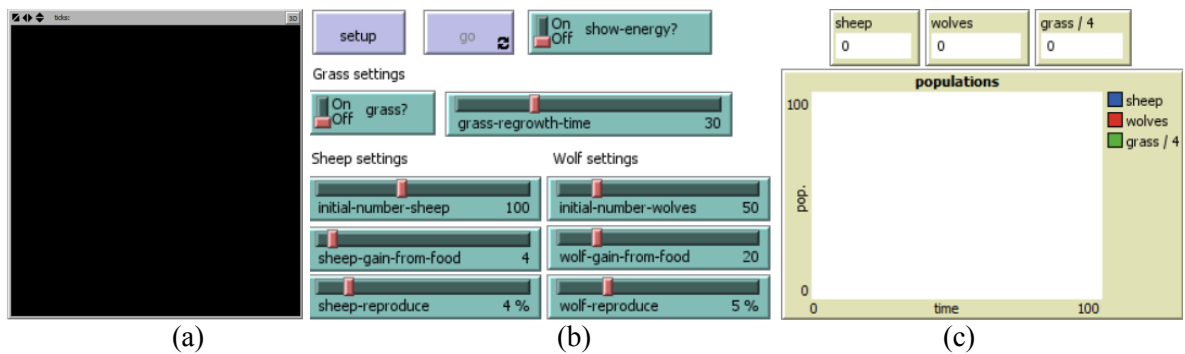 ticks:
3D
setup
go
On
Off
show-energy?
Grass settings
On
Off
grass?
grass-regrowth-time 30
Sheep settings
Wolf settings
initial-number-sheep 100
initial-number-wolves 50
sheep-gain-from-food 4
wolf-gain-from-food 20
sheep-reproduce 4 %
wolf-reproduce 5 %
sheep
0
wolves
0
grass / 4
0
populations
100
pop.
0
0
time
100
sheep
wolves
grass / 4
(a)
(b)
(c)